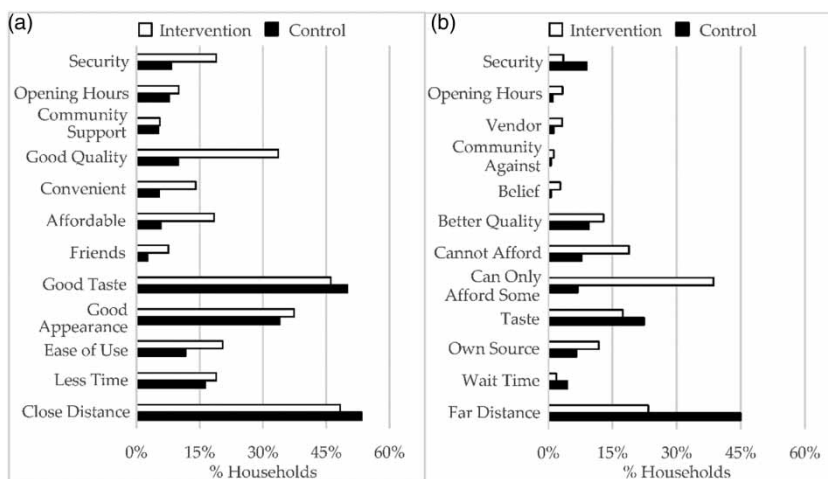 (a)
Intervention Control
Security
Opening Hours
Community
Support
Good Quality
Convenient
Affordable
Friends
Good Taste
Good
Appearance
Ease of Use
Less Time
Close Distance
0% 15% 30% 45% 60%
% Households
(b)
Intervention Control
Security
Opening Hours
Vendor
Community
Against
Belief
Better Quality
Cannot Afford
Can Only
Afford Some
Taste
Own Source
Wait Time
Far Distance
0% 15% 30% 45% 60%
% Households